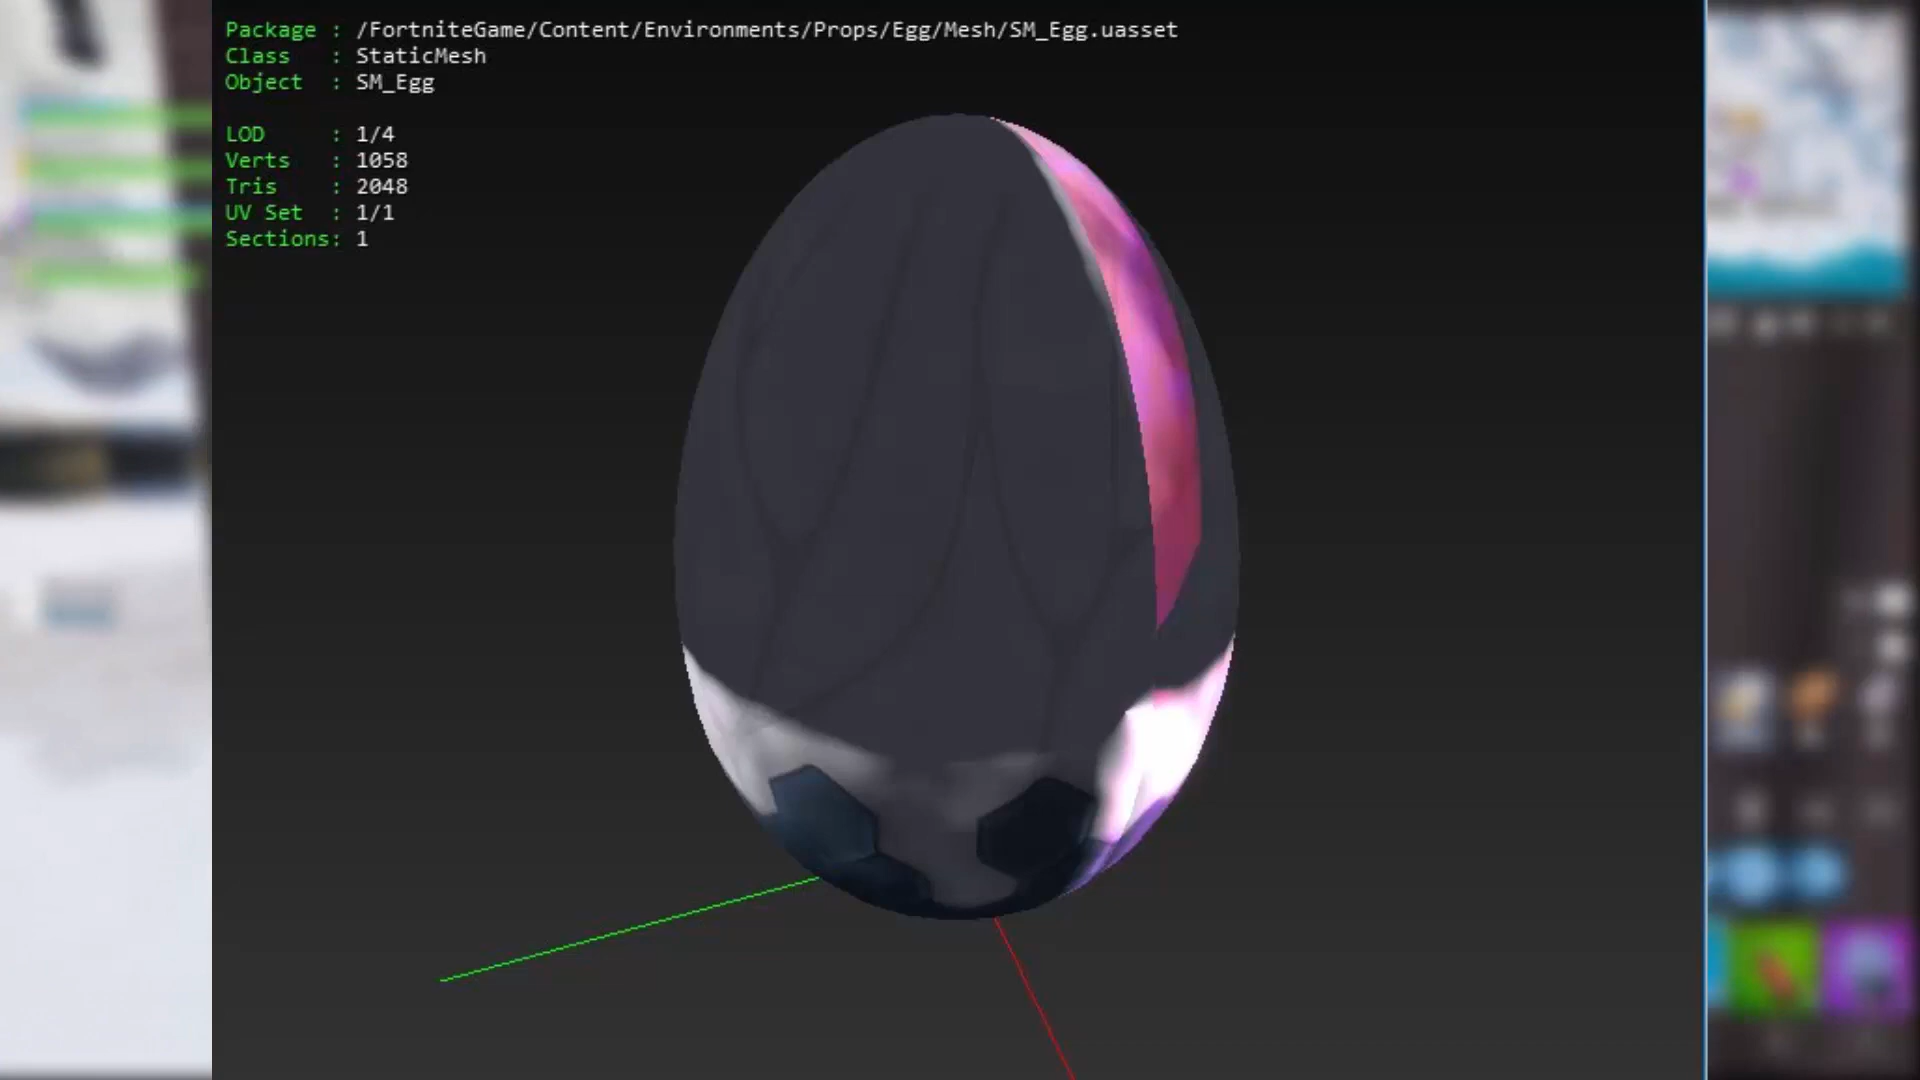 Package : /FortniteGame/Content/Environments/Props/Egg/Mesh/SM_Egg.uasset
Class : StaticMesh
Object : SM_Egg
LOD : 1/4
Verts : 1058
Tris : 2048
UV Set : 1/1
Sections: 1